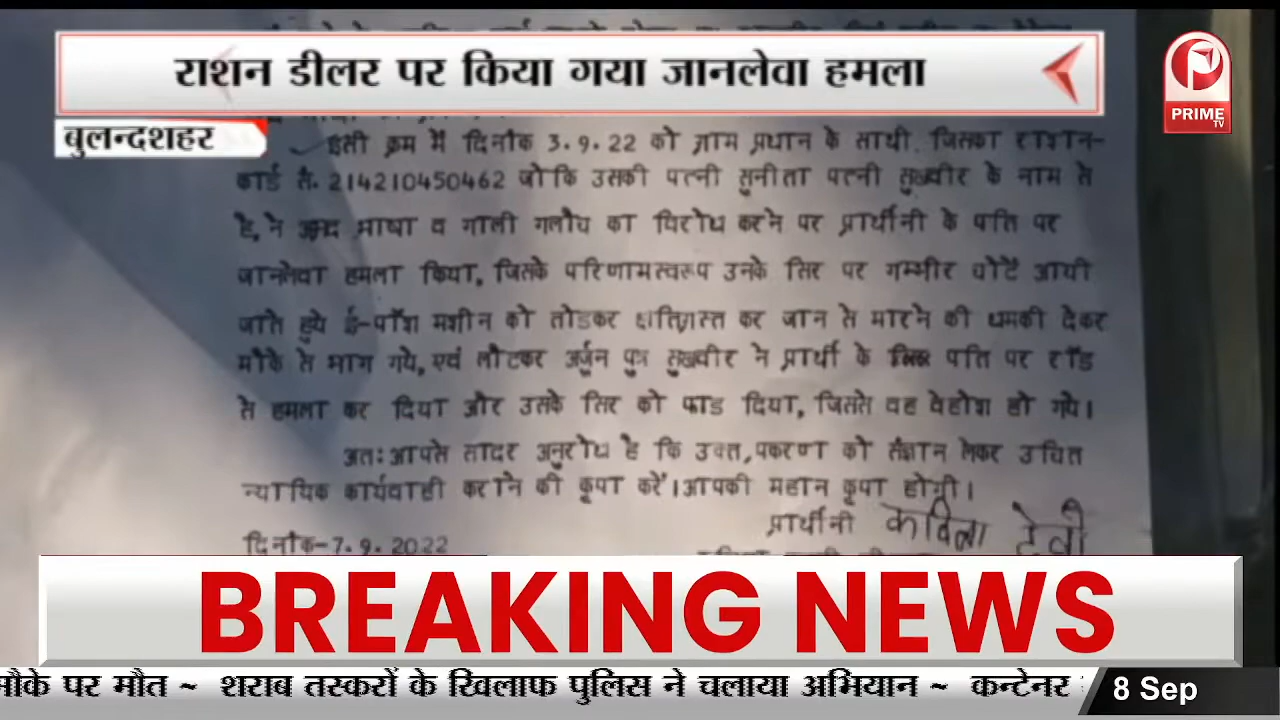 राशन डीलर पर किया गया जानलेवा हमला
PRIME
TV
बुलन्दशहर
इसी क्रम में दिनाँक 3.9.22 को ग्राम प्रधान के साथी, जिसका राशन-
कार्ड सं. 214210450462 जोकि उसकी पत्नी सुनीता पत्नी सुखवीर के नाम से
है, ने अभद्र भाषा व गाली गलौच का विरोध करने पर प्रार्थीनी के पति पर
जानलेवा हमला किया, जिसके परिणामस्वरूप उनके सिर पर गम्भीर चोटें आयी
जाते हुये ई-पॉश मशीन को तोडकर क्षतिग्रस्त कर जान से मारने की धमकी देकर
मौके से भाग गये, एवं लौटकर अर्जुन पुत्र सुखवीर ने प्रार्थी के पति पर रॉड
से हमला कर दिया और उसके सिर को फाड दिया, जिससे वह बेहोश हो गये।
अतः आपसे सादर अनुरोध है कि उक्त, पकरण को संज्ञान लेकर उचित
न्यायिक कार्यवाही कराने की कृपा करें। आपकी महान कृपा होगी।
प्रार्थीनी कविता देवी
दिनाँक-7.9.2022
BREAKING NEWS
मौके पर मौत ~ शराब तस्करों के खिलाफ पुलिस ने चलाया अभियान ~ कन्टेनर
8 Sep